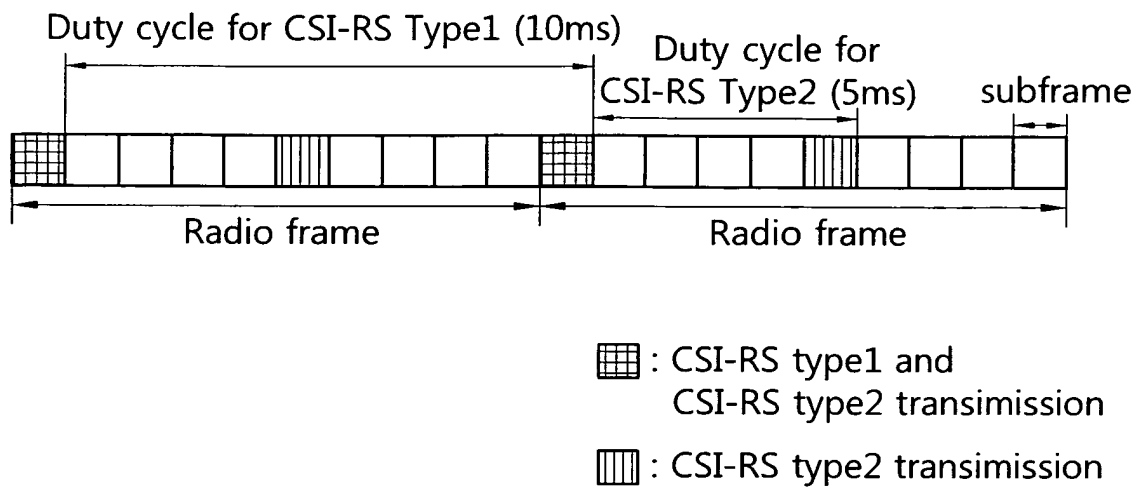 Duty cycle for CSI-RS Type1 (10ms)
Duty cycle for
CSI-RS Type2 (5ms)
subframe
Radio frame
Radio frame
: CSI-RS type1 and
CSI-RS type2 transimission
: CSI-RS type2 transimission